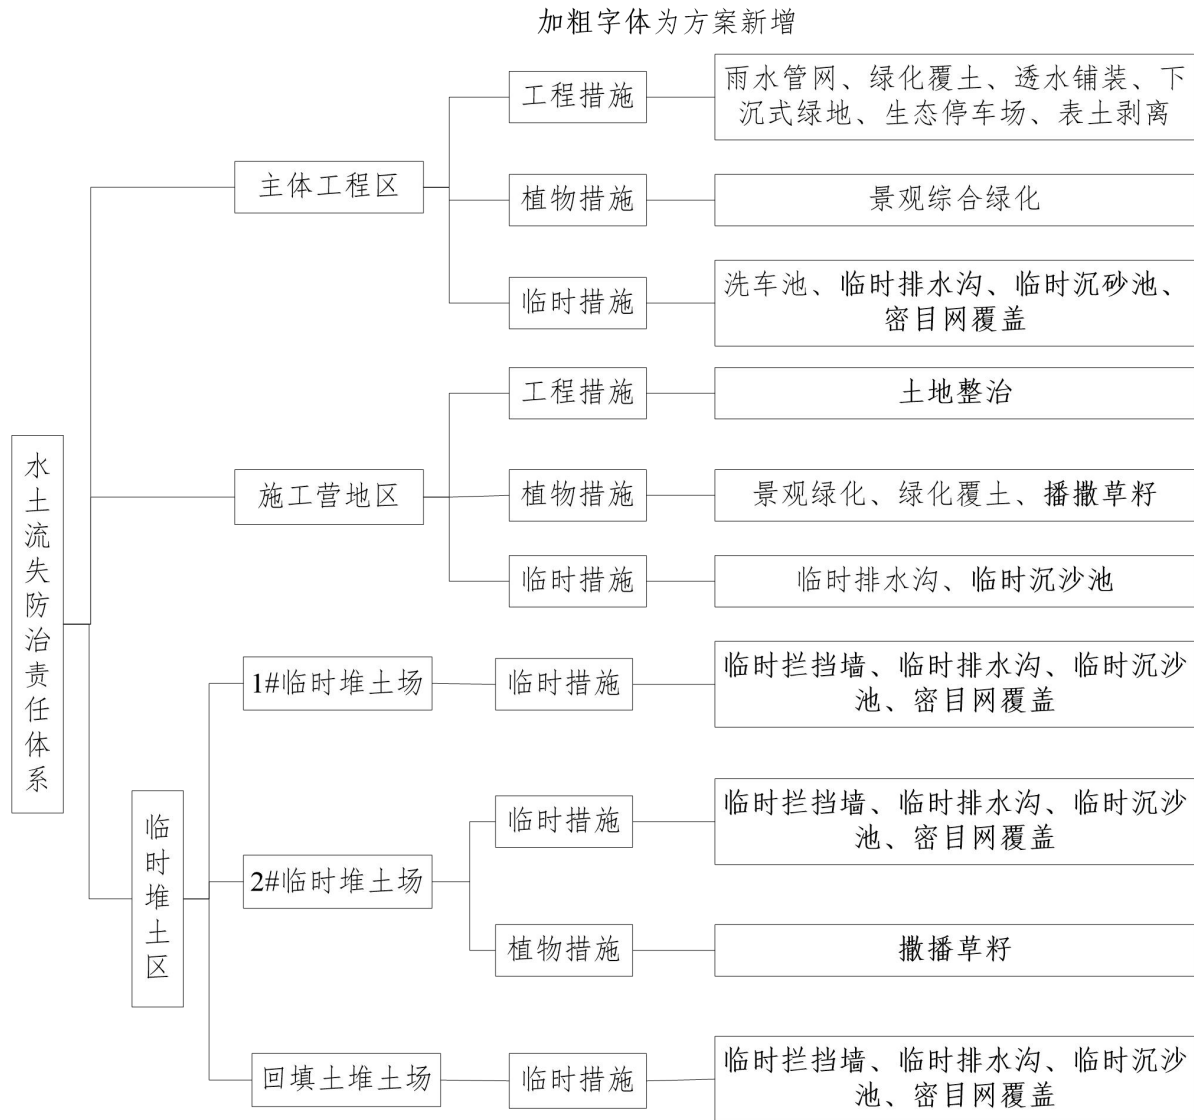 加粗字体为方案新增
工程措施
雨水管网、绿化覆土、透水铺装、下
沉式绿地、生态停车场、表土剥离
主体工程区
植物措施
景观综合绿化
临时措施
洗车池、临时排水沟、临时沉砂池、
密目网覆盖
工程措施
土地整治
水土流失防治责任体系
施工营地区
植物措施
景观绿化、绿化覆土、播撒草籽
临时措施
临时排水沟、临时沉沙池
1#临时堆土场
临时措施
临时拦挡墙、临时排水沟、临时沉沙
池、密目网覆盖
临时堆土区
2#临时堆土场
临时措施
临时拦挡墙、临时排水沟、临时沉沙
池、密目网覆盖
植物措施
撒播草籽
回填土堆土场
临时措施
临时拦挡墙、临时排水沟、临时沉沙
池、密目网覆盖